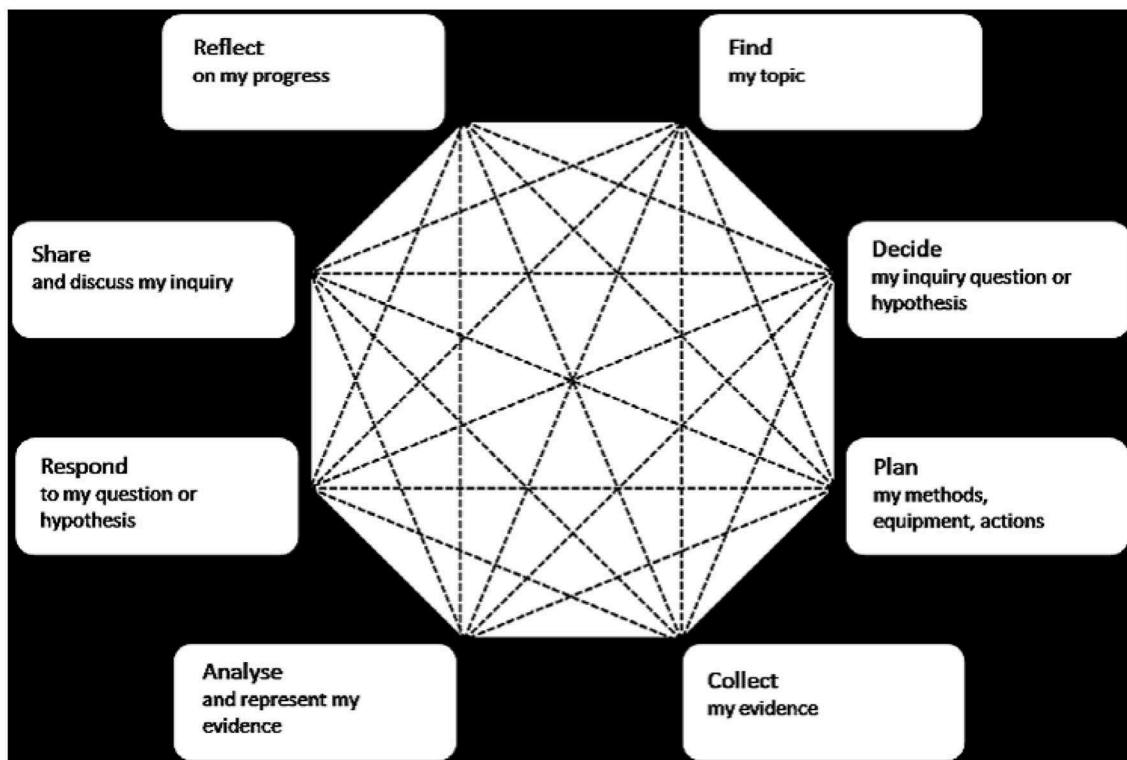 Reflect
on my progress
Find
my topic
Share
and discuss my inquiry
Decide
my inquiry question or
hypothesis
Respond
to my question or
hypothesis
Plan
my methods,
equipment, actions
Analyse
and represent my
evidence
Collect
my evidence